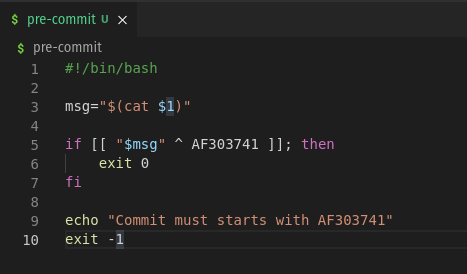 $ pre-commit U ×
$ pre-commit
1 #!/bin/bash
2
3 msg="$(cat $1)"
4
5 if [[ "$msg" ^ AF303741 ]]; then
6     exit 0
7 fi
8
9 echo "Commit must starts with AF303741"
10 exit -1